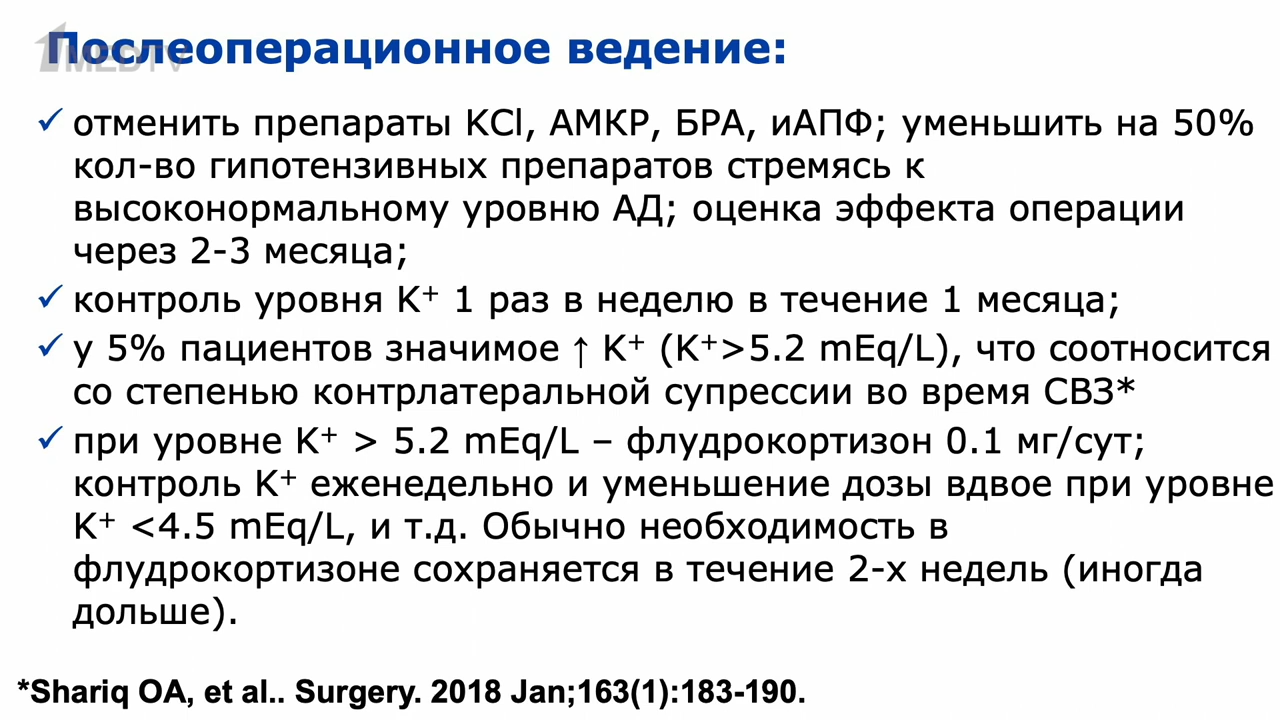 Послеоперационное ведение:
1MEDTV
✓ отменить препараты KCl, АМКР, БРА, иАПФ; уменьшить на 50%
кол-во гипотензивных препаратов стремясь к
высоконормальному уровню АД; оценка эффекта операции
через 2-3 месяца;
✓ контроль уровня K⁺ 1 раз в неделю в течение 1 месяца;
✓ у 5% пациентов значимое ↑ K⁺ (K⁺>5.2 mEq/L), что соотносится
со степенью контрлатеральной супрессии во время СВЗ*
✓ при уровне K⁺ > 5.2 mEq/L – флудрокортизон 0.1 мг/сут;
контроль K⁺ еженедельно и уменьшение дозы вдвое при уровне
K⁺ <4.5 mEq/L, и т.д. Обычно необходимость в
флудрокортизоне сохраняется в течение 2-х недель (иногда
дольше).
*Shariq OA, et al.. Surgery. 2018 Jan;163(1):183-190.